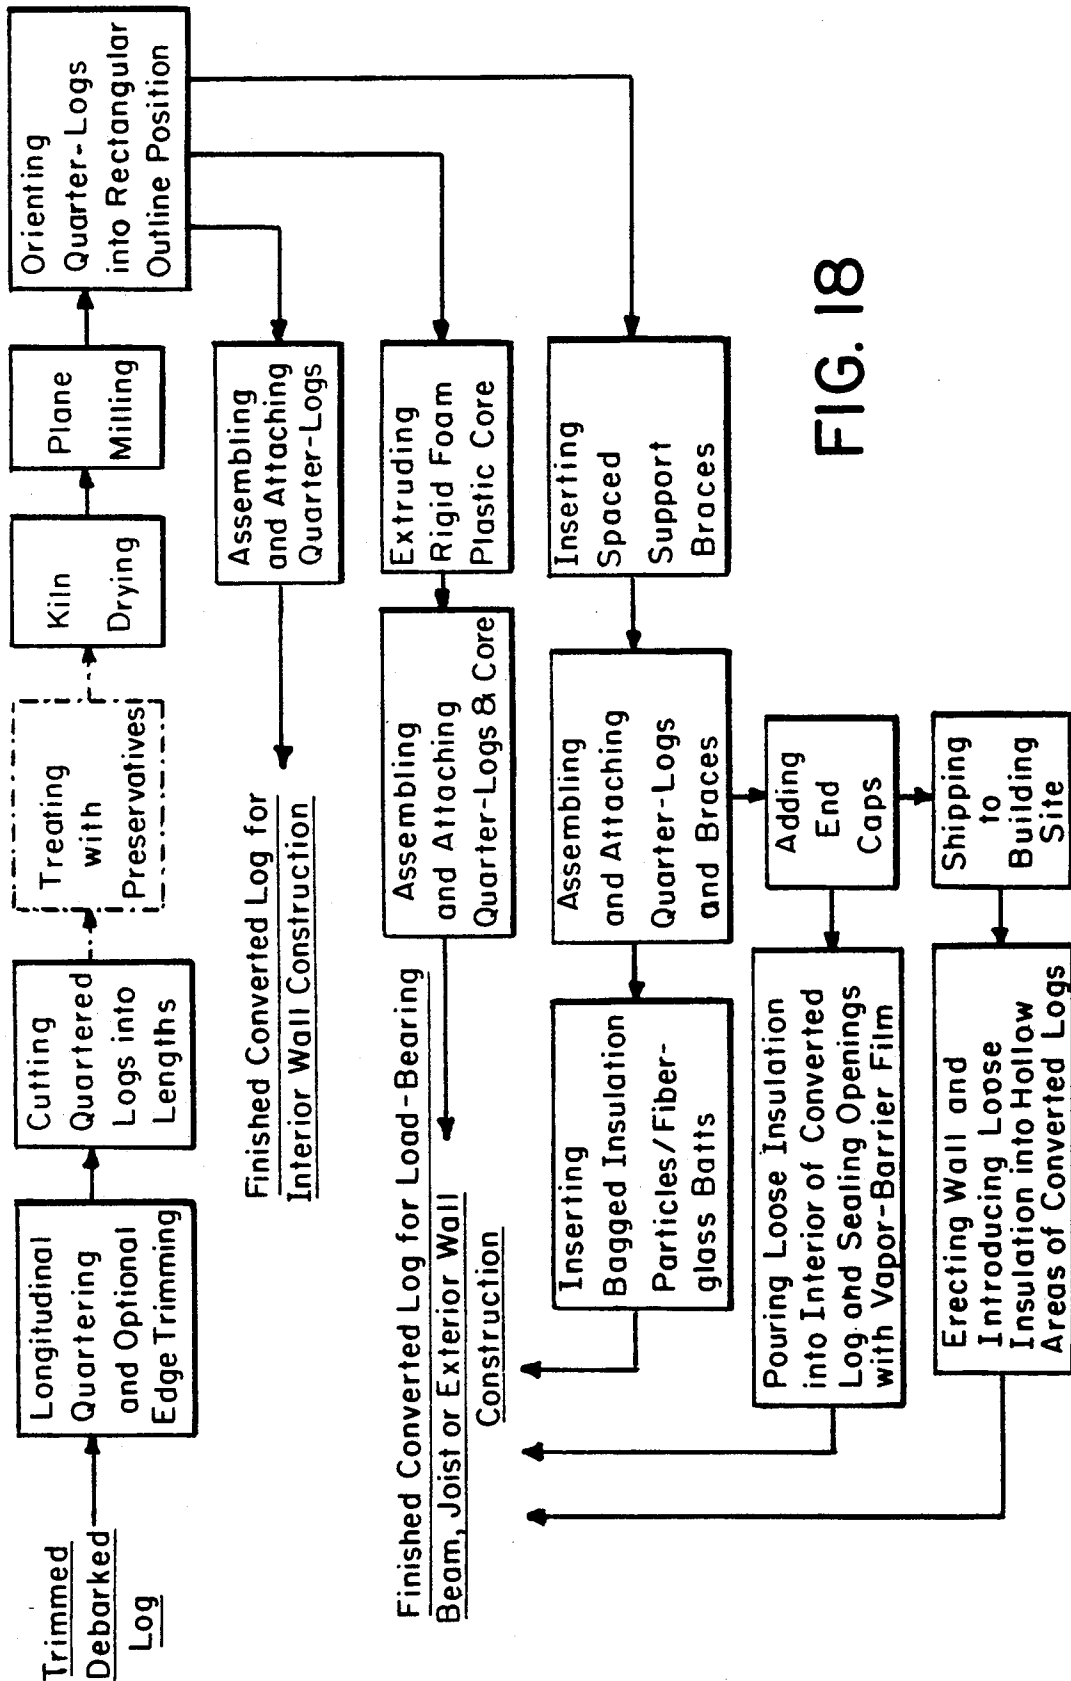 Trimmed
Debarked
Log
Longitudinal
Quartering
and Optional
Edge Trimming
Cutting
Quartered
Logs into
Lengths
Treating
with
Preservatives
Kiln
Drying
Plane
Milling
Orienting
Quarter-Logs
into Rectangular
Outline Position
Assembling
and Attaching
Quarter-Logs
Finished Converted Log for
Interior Wall Construction
Extruding
Rigid Foam
Plastic Core
Assembling
and Attaching
Quarter-Logs & Core
Finished Converted Log for Load-Bearing
Beam, Joist or Exterior Wall
Construction
Inserting
Spaced
Support
Braces
Assembling
and Attaching
Quarter-Logs
and Braces
Inserting
Bagged Insulation
Particles/Fiber-
glass Batts
Adding
End
Caps
Pouring Loose Insulation
into Interior of Converted
Log and Sealing Openings
with Vapor-Barrier Film
Shipping
to
Building
Site
Erecting Wall and
Introducing Loose
Insulation into Hollow
Areas of Converted Logs
FIG. 18